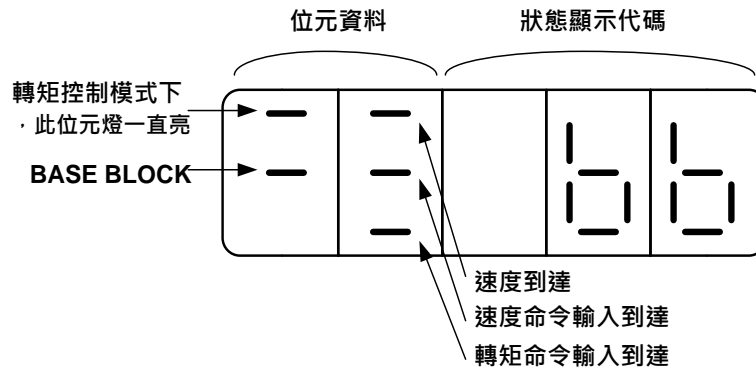 位元資料
狀態顯示代碼
轉矩控制模式下
，此位元燈一直亮
BASE BLOCK
bb
速度到達
速度命令輸入到達
轉矩命令輸入到達